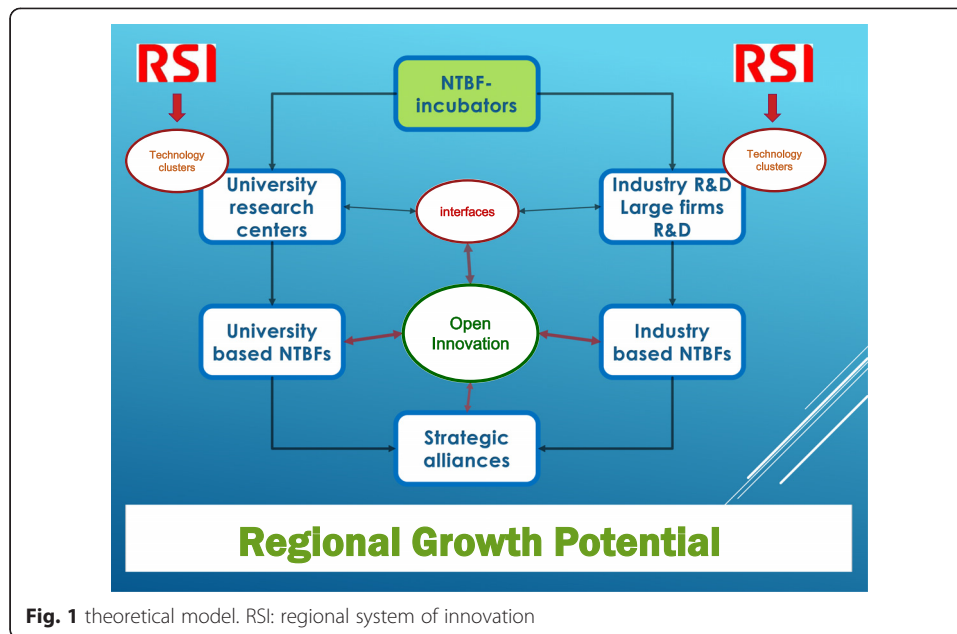 RSI
RSI
NTBF-
incubators
Technology
clusters
Technology
clusters
University
research
centers
interfaces
Industry R&D
Large firms
R&D
University
based NTBFs
Open
Innovation
Industry
based NTBFs
Strategic
alliances
Regional Growth Potential
Fig. 1 theoretical model. RSI: regional system of innovation